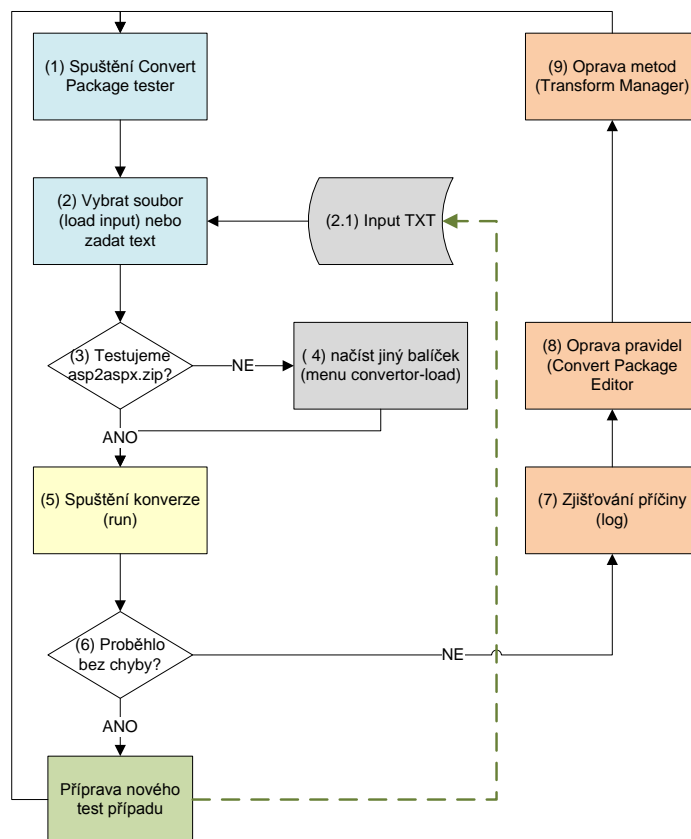 (1) Spuštění Convert
Package tester
(9) Oprava metod
(Transform Manager)
(2) Vybrat soubor
(load input) nebo
zadat text
(2.1) Input TXT
(3) Testujeme
asp2aspx.zip?
NE
( 4) načíst jiný balíček
(menu convertor-load)
(8) Oprava pravidel
(Convert Package
Editor
ANO
(5) Spuštění konverze
(run)
(7) Zjišťování příčiny
(log)
(6) Proběhlo
bez chyby?
NE
ANO
Příprava nového
test případu